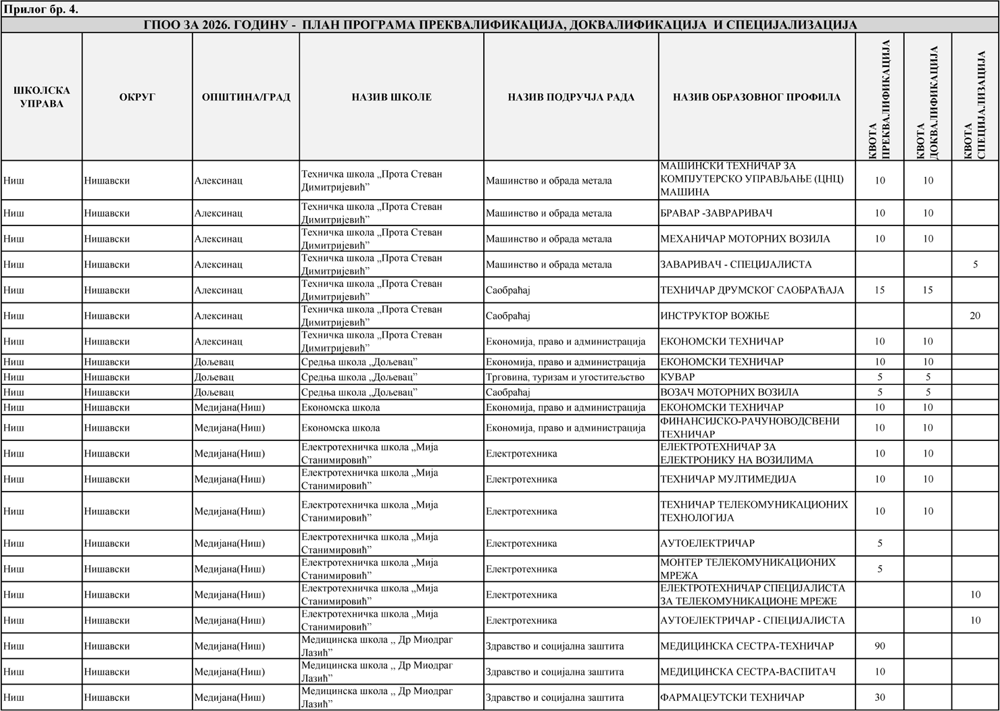 Прилог бр. 4.
ГПОО ЗА 2026. ГОДИНУ - ПЛАН ПРОГРАМА ПРЕКВАЛИФИКАЦИЈА, ДОКВАЛИФИКАЦИЈА И СПЕЦИЈАЛИЗАЦИЈА
ШКОЛСКА УПРАВА ОКРУГ ОПШТИНА/ГРАД НАЗИВ ШКОЛЕ НАЗИВ ПОДРУЧЈА РАДА НАЗИВ ОБРАЗОВНОГ ПРОФИЛА КВОТА ПРЕКВАЛИФИКАЦИЈА КВОТА ДОКВАЛИФИКАЦИЈА КВОТА СПЕЦИЈАЛИЗАЦИЈА
Ниш Нишавски Алексинац Техничка школа „Прота Стеван Димитријевић” Машинство и обрада метала МАШИНСКИ ТЕХНИЧАР ЗА КОМПЈУТЕРСКО УПРАВЉАЊЕ (ЦНЦ) МАШИНА 10 10
Ниш Нишавски Алексинац Техничка школа „Прота Стеван Димитријевић” Машинство и обрада метала БРАВАР -ЗАВРАРИВАЧ 10 10
Ниш Нишавски Алексинац Техничка школа „Прота Стеван Димитријевић” Машинство и обрада метала МЕХАНИЧАР МОТОРНИХ ВОЗИЛА 10 10
Ниш Нишавски Алексинац Техничка школа „Прота Стеван Димитријевић” Машинство и обрада метала ЗАВАРИВАЧ - СПЕЦИЈАЛИСТА 5
Ниш Нишавски Алексинац Техничка школа „Прота Стеван Димитријевић” Саобраћај ТЕХНИЧАР ДРУМСКОГ САОБРАЋАЈА 15 15
Ниш Нишавски Алексинац Техничка школа „Прота Стеван Димитријевић” Саобраћај ИНСТРУКТОР ВОЖЊЕ 20
Ниш Нишавски Алексинац Техничка школа „Прота Стеван Димитријевић” Економија, право и администрација ЕКОНОМСКИ ТЕХНИЧАР 10 10
Ниш Нишавски Дољевац Средња школа „Дољевац” Економија, право и администрација ЕКОНОМСКИ ТЕХНИЧАР 10 10
Ниш Нишавски Дољевац Средња школа „Дољевац” Трговина, туризам и угоститељство КУВАР 5 5
Ниш Нишавски Дољевац Средња школа „Дољевац” Саобраћај ВОЗАЧ МОТОРНИХ ВОЗИЛА 5 5
Ниш Нишавски Медијана(Ниш) Економска школа Економија, право и администрација ЕКОНОМСКИ ТЕХНИЧАР 10 10
Ниш Нишавски Медијана(Ниш) Економска школа Економија, право и администрација ФИНАНСИЈСКО-РАЧУНОВОДСВЕНИ ТЕХНИЧАР 10 10
Ниш Нишавски Медијана(Ниш) Електротехничка школа „Мија Станимировић” Електротехника ЕЛЕКТРОТЕХНИЧАР ЗА ЕЛЕКТРОНИКУ НА ВОЗИЛИМА 10 10
Ниш Нишавски Медијана(Ниш) Електротехничка школа „Мија Станимировић” Електротехника ТЕХНИЧАР МУЛТИМЕДИЈА 10 10
Ниш Нишавски Медијана(Ниш) Електротехничка школа „Мија Станимировић” Електротехника ТЕХНИЧАР ТЕЛЕКОМУНИКАЦИОНИХ ТЕХНОЛОГИЈА 10 10
Ниш Нишавски Медијана(Ниш) Електротехничка школа „Мија Станимировић” Електротехника АУТОЕЛЕКТРИЧАР 5
Ниш Нишавски Медијана(Ниш) Електротехничка школа „Мија Станимировић” Електротехника МОНТЕР ТЕЛЕКОМУНИКАЦИОНИХ МРЕЖА 5
Ниш Нишавски Медијана(Ниш) Електротехничка школа „Мија Станимировић” Електротехника ЕЛЕКТРОТЕХНИЧАР СПЕЦИЈАЛИСТА ЗА ТЕЛЕКОМУНИКАЦИОНЕ МРЕЖЕ 10
Ниш Нишавски Медијана(Ниш) Електротехничка школа „Мија Станимировић” Електротехника АУТОЕЛЕКТРИЧАР - СПЕЦИЈАЛИСТА 10
Ниш Нишавски Медијана(Ниш) Медицинска школа ,, Др Миодраг Лазић” Здравство и социјална заштита МЕДИЦИНСКА СЕСТРА-ТЕХНИЧАР 90
Ниш Нишавски Медијана(Ниш) Медицинска школа ,, Др Миодраг Лазић” Здравство и социјална заштита МЕДИЦИНСКА СЕСТРА-ВАСПИТАЧ 10
Ниш Нишавски Медијана(Ниш) Медицинска школа ,, Др Миодраг Лазић” Здравство и социјална заштита ФАРМАЦЕУТСКИ ТЕХНИЧАР 30